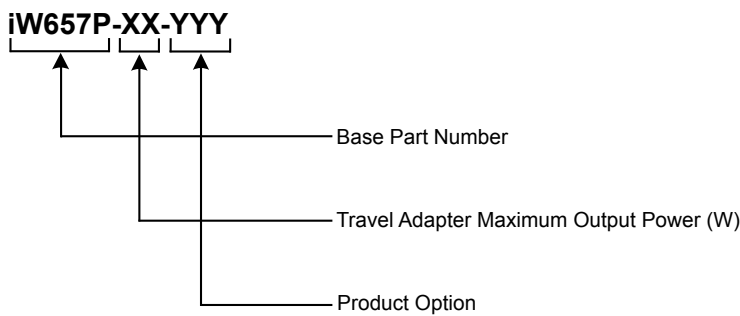 iW657P-XX-YYY
Base Part Number
Travel Adapter Maximum Output Power (W)
Product Option